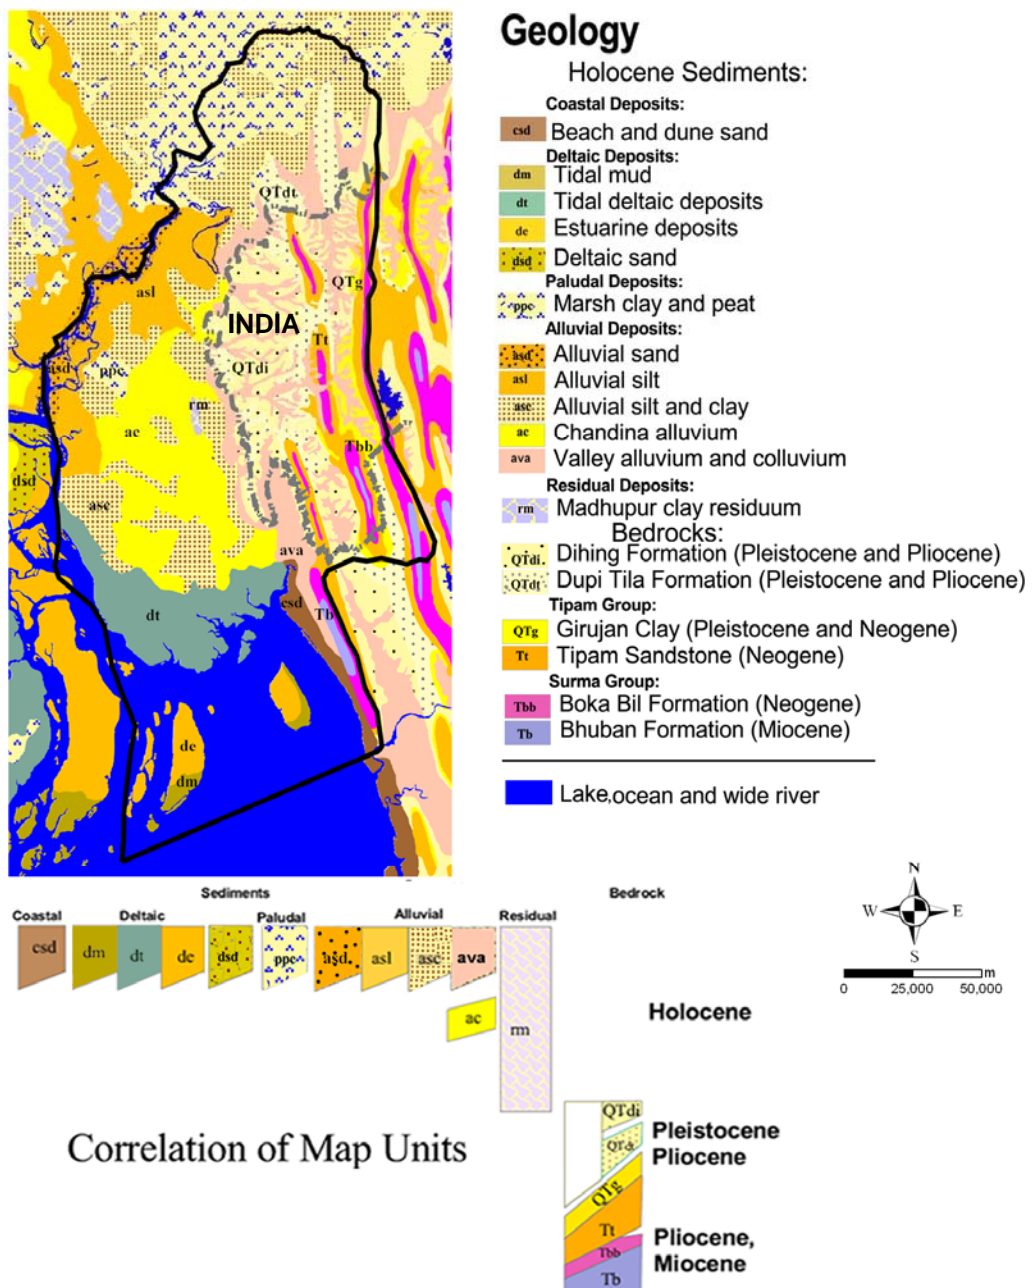 Geology
Holocene Sediments:
Coastal Deposits:
csd Beach and dune sand
Deltaic Deposits:
dm Tidal mud
dt Tidal deltaic deposits
de Estuarine deposits
dsd Deltaic sand
Paludal Deposits:
ppc Marsh clay and peat
Alluvial Deposits:
asd Alluvial sand
asl Alluvial silt
asc Alluvial silt and clay
ac Chandina alluvium
ava Valley alluvium and colluvium
Residual Deposits:
rm Madhupur clay residuum
Bedrocks:
QTdi Dihing Formation (Pleistocene and Pliocene)
QTdt Dupi Tila Formation (Pleistocene and Pliocene)
Tipam Group:
QTg Girujan Clay (Pleistocene and Neogene)
Tt Tipam Sandstone (Neogene)
Surma Group:
Tbb Boka Bil Formation (Neogene)
Tb Bhuban Formation (Miocene)
Lake,ocean and wide river
QTdt
QTg
asl
INDIA
Tt
asd
ppc
QTdi
rm
ac
Tbb
dsd
asc
ava
csd
dt
Tb
de
dm
Sediments Bedrock
Coastal Deltaic Paludal Alluvial Residual
csd dm dt de dsd ppc asd asl asc ava
ac
rm
Holocene
N
W E
S
m
0 25,000 50,000
Correlation of Map Units
QTdi
QTdt
Pleistocene
Pliocene
QTg
Tt
Tbb
Tb
Pliocene,
Miocene